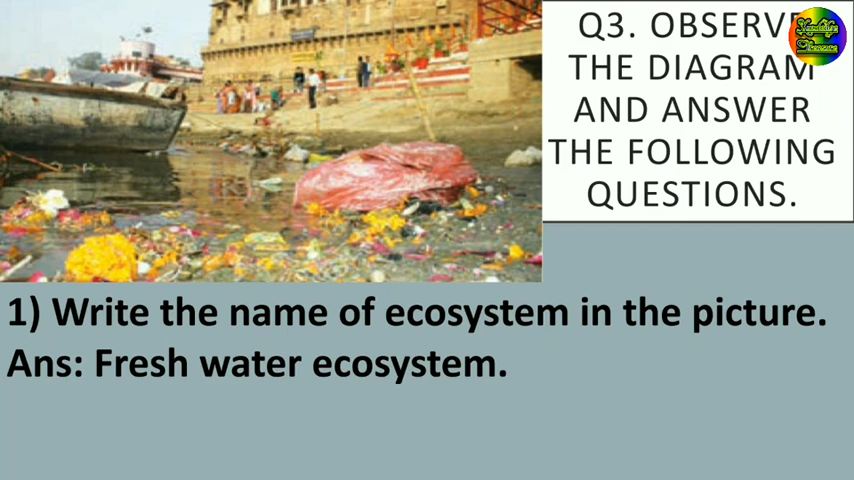 Q3. OBSERVE
THE DIAGRAM
AND ANSWER
THE FOLLOWING
QUESTIONS.
1) Write the name of ecosystem in the picture.
Ans: Fresh water ecosystem.